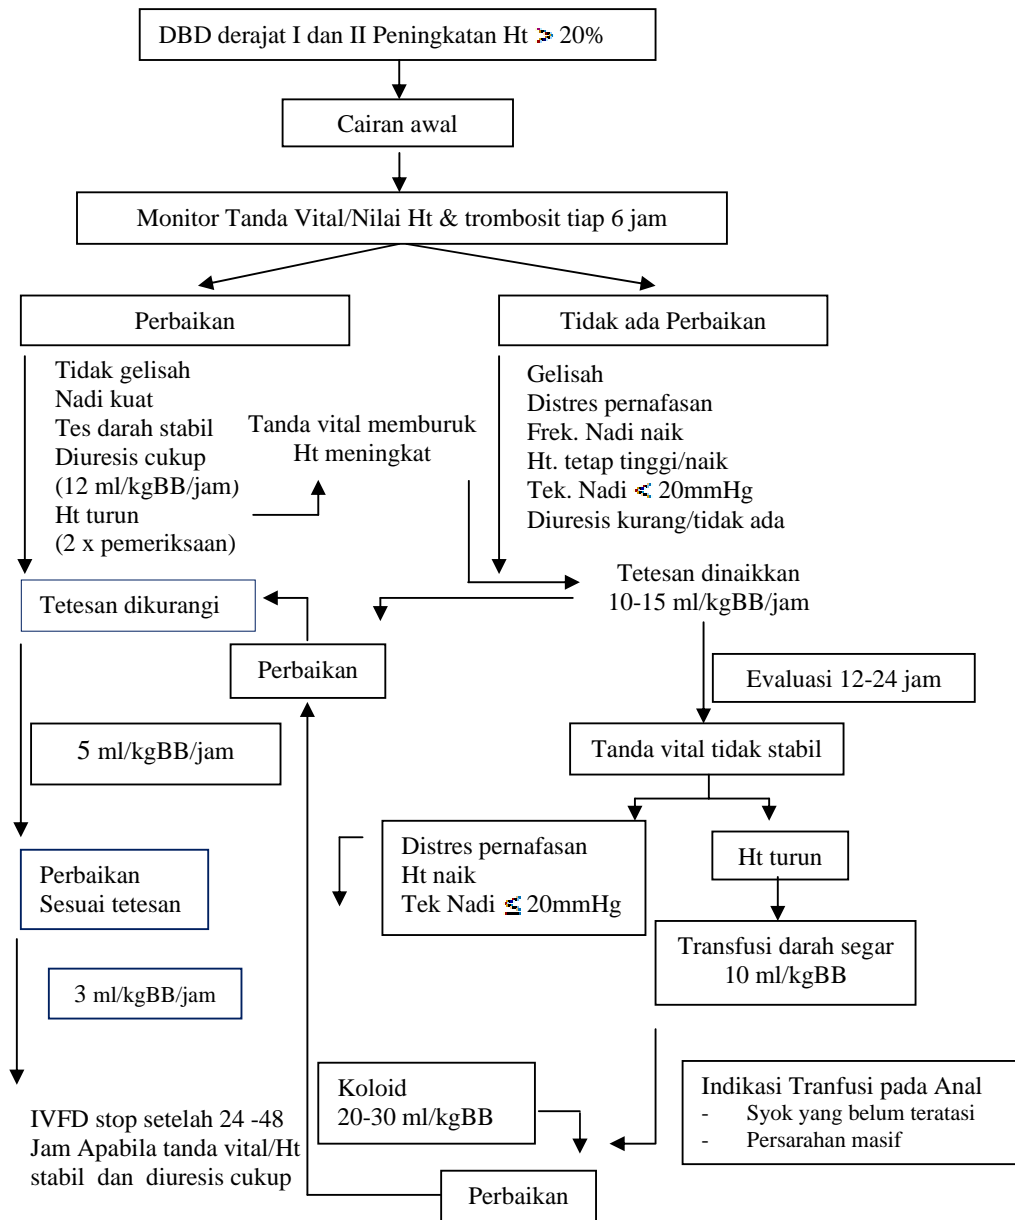 DBD derajat I dan II Peningkatan Ht ≥ 20%
Cairan awal
Monitor Tanda Vital/Nilai Ht & trombosit tiap 6 jam
Perbaikan
Tidak ada Perbaikan
Tidak gelisah
Nadi kuat
Tes darah stabil
Diuresis cukup
(12 ml/kgBB/jam)
Ht turun
(2 x pemeriksaan)
Tanda vital memburuk
Ht meningkat
Gelisah
Distres pernafasan
Frek. Nadi naik
Ht. tetap tinggi/naik
Tek. Nadi < 20mmHg
Diuresis kurang/tidak ada
Tetesan dikurangi
Tetesan dinaikkan
10-15 ml/kgBB/jam
Perbaikan
Evaluasi 12-24 jam
5 ml/kgBB/jam
Tanda vital tidak stabil
Perbaikan
Sesuai tetesan
Distres pernafasan
Ht naik
Tek Nadi ≤ 20mmHg
Ht turun
Transfusi darah segar
10 ml/kgBB
3 ml/kgBB/jam
Koloid
20-30 ml/kgBB
Indikasi Tranfusi pada Anal
- Syok yang belum teratasi
- Persarahan masif
IVFD stop setelah 24 -48
Jam Apabila tanda vital/Ht
stabil dan diuresis cukup
Perbaikan